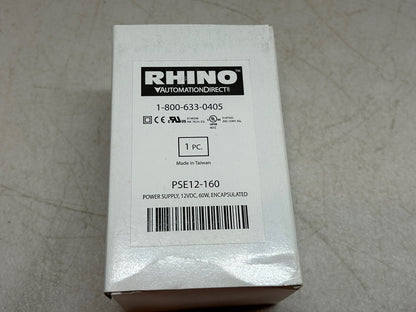 RHINO
AUTOMATIONDIRECT
1-800-633-0405
1 PC.
Made in Taiwan
PSE12-160
POWER SUPPLY, 12VDC, 60W, ENCAPSULATED